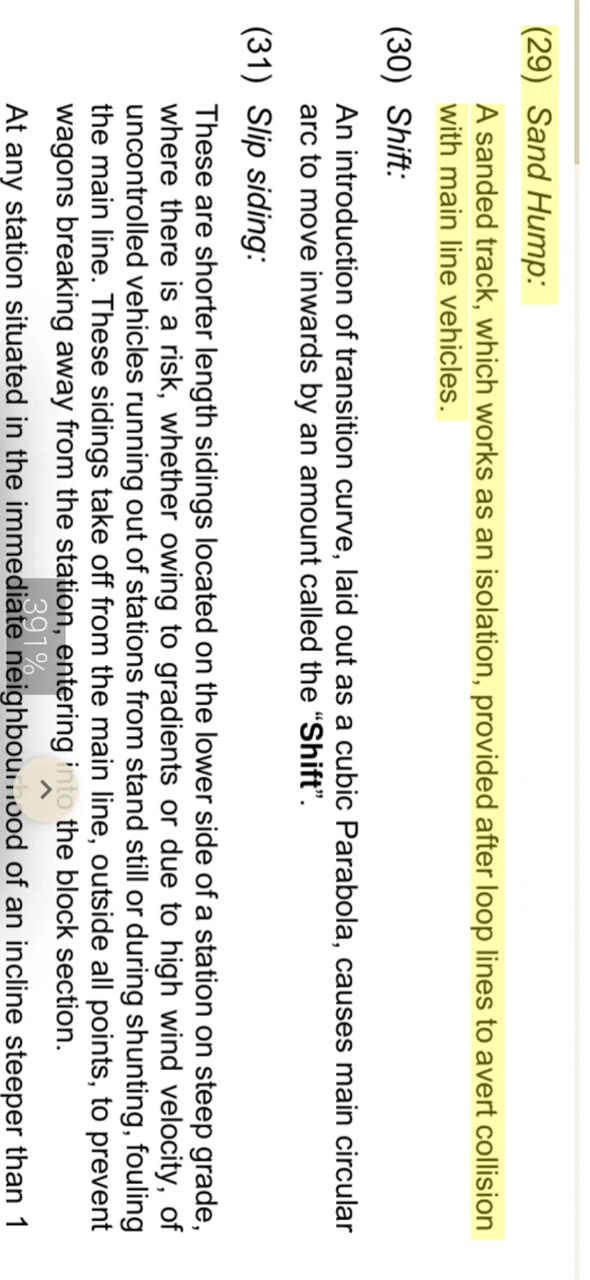 (29) Sand Hump:
A sanded track, which works as an isolation, provided after loop lines to avert collision
with main line vehicles.
(30) Shift:
An introduction of transition curve, laid out as a cubic Parabola, causes main circular
arc to move inwards by an amount called the “Shift”.
(31) Slip siding:
These are shorter length sidings located on the lower side of a station on steep grade,
where there is a risk, whether owing to gradients or due to high wind velocity, of
uncontrolled vehicles running out of stations from stand still or during shunting, fouling
the main line. These sidings take off from the main line, outside all points, to prevent
wagons breaking away from the station, entering into the block section.
At any station situated in the immediate neighbourhood of an incline steeper than 1
391%